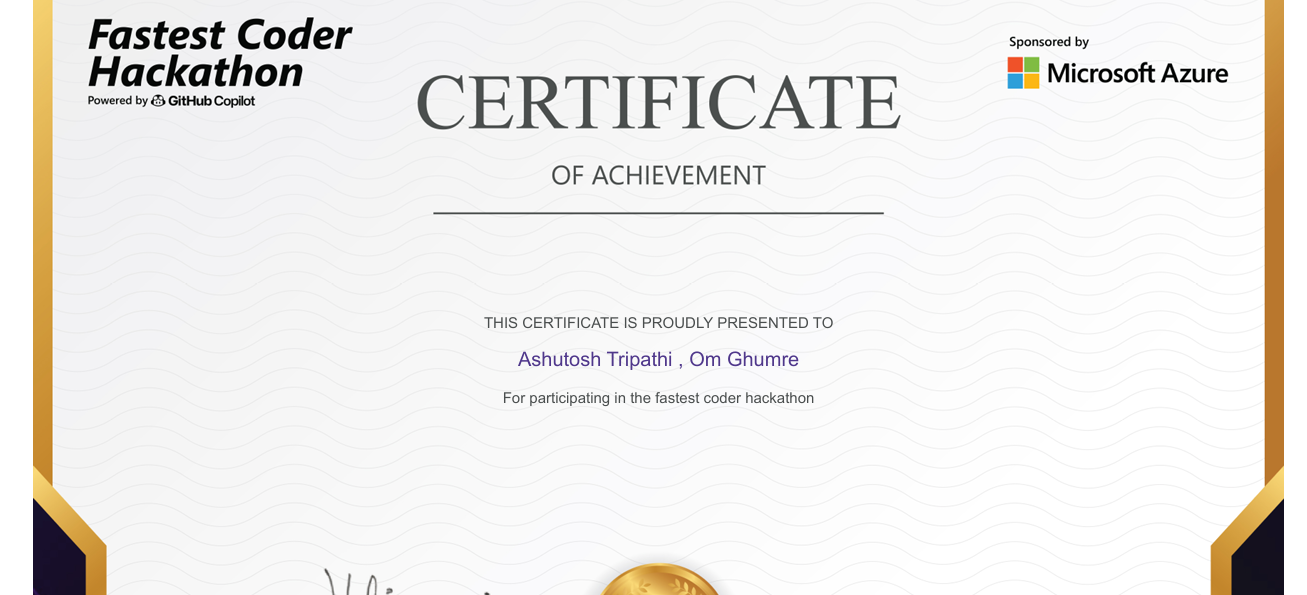 Fastest Coder
Hackathon
Powered by GitHub Copilot
Sponsored by
Microsoft Azure
CERTIFICATE
OF ACHIEVEMENT
THIS CERTIFICATE IS PROUDLY PRESENTED TO
Ashutosh Tripathi , Om Ghumre
For participating in the fastest coder hackathon